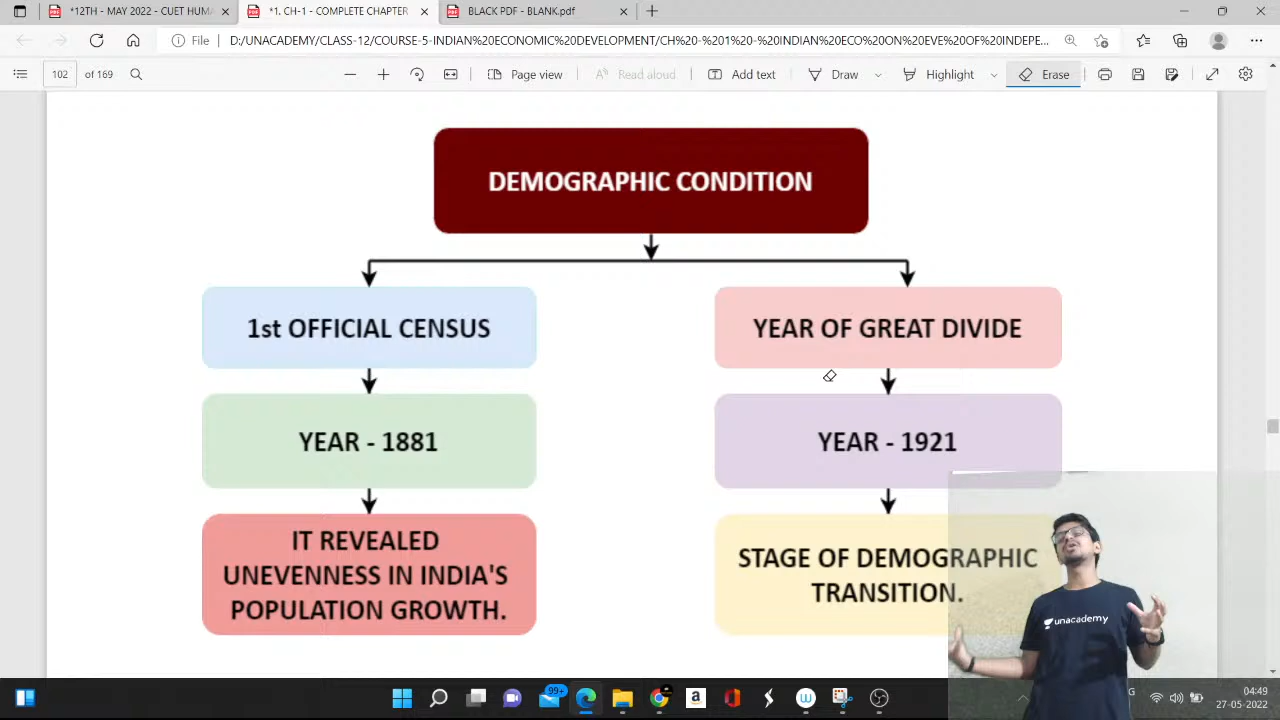 *12TH - MAY 2022 - CUET HUMA
*1. CH-1 - COMPLETE CHAPTER
BLACK PDF - BLANK.pdf
File
D:/UNACADEMY/CLASS-12/COURSE-5-INDIAN%20ECONOMIC%20DEVELOPMENT/CH%20-%201%20-%20INDIAN%20ECO%20ON%20EVE%20OF%20INDEPE...
102 of 169
Page view
Read aloud
Add text
Draw
Highlight
Erase
DEMOGRAPHIC CONDITION
1st OFFICIAL CENSUS
YEAR - 1881
IT REVEALED
UNEVENNESS IN INDIA'S
POPULATION GROWTH.
YEAR OF GREAT DIVIDE
YEAR - 1921
STAGE OF DEMOGRAPHIC
TRANSITION.
unacademy
99+
04:49
27-05-2022